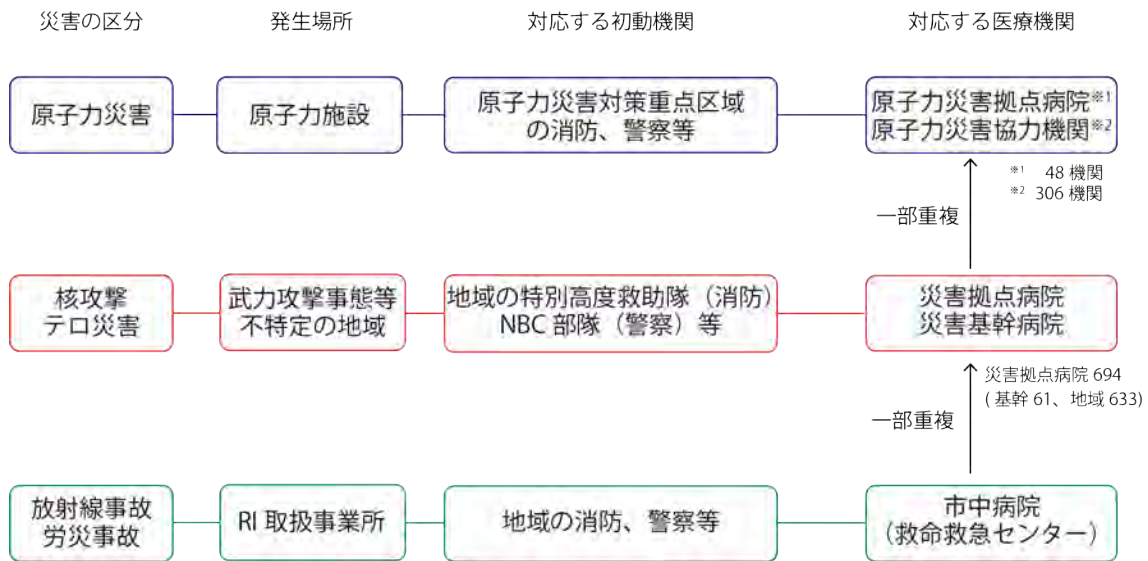 災害の区分
発生場所
対応する初動機関
対応する医療機関
原子力災害
原子力施設
原子力災害対策重点区域
の消防、警察等
原子力災害拠点病院※1
原子力災害協力機関※2
※1 48 機関
※2 306 機関
一部重複
核攻撃
テロ災害
武力攻撃事態等
不特定の地域
地域の特別高度救助隊（消防）
NBC 部隊（警察）等
災害拠点病院
災害基幹病院
災害拠点病院 694
( 基幹 61、地域 633)
一部重複
放射線事故
労災事故
RI 取扱事業所
地域の消防、警察等
市中病院
（救命救急センター）